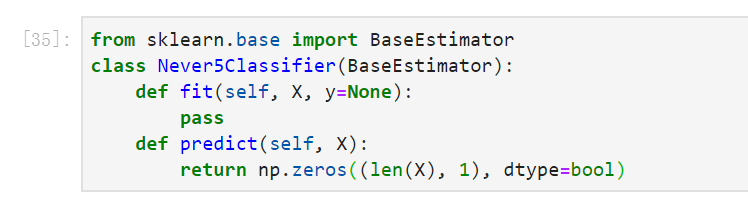 [35]: from sklearn.base import BaseEstimator
class Never5Classifier(BaseEstimator):
    def fit(self, X, y=None):
        pass
    def predict(self, X):
        return np.zeros((len(X), 1), dtype=bool)